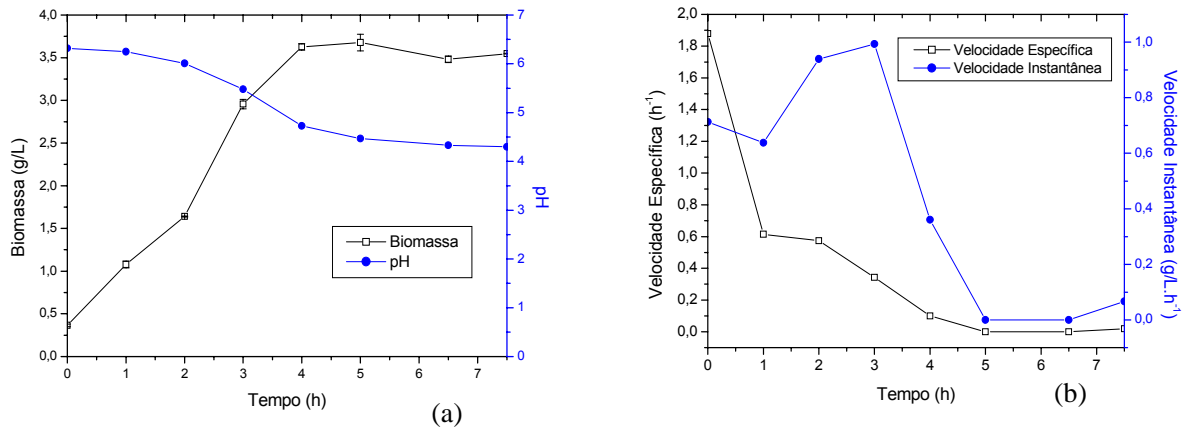 4,0
3,5
3,0
2,5
2,0
1,5
1,0
0,5
0,0
Biomassa (g/L)
0 1 2 3 4 5 6 7
Tempo (h)
7
6
5
4
3
2
1
0
pH
Biomassa
pH
(a)
2,0
1,8
1,6
1,4
1,2
1,0
0,8
0,6
0,4
0,2
0,0
Velocidade Específica (h-1)
0 1 2 3 4 5 6 7
Tempo (h)
1,0
0,8
0,6
0,4
0,2
0,0
Velocidade Instantânea (g/L.h-1)
Velocidade Específica
Velocidade Instantânea
(b)